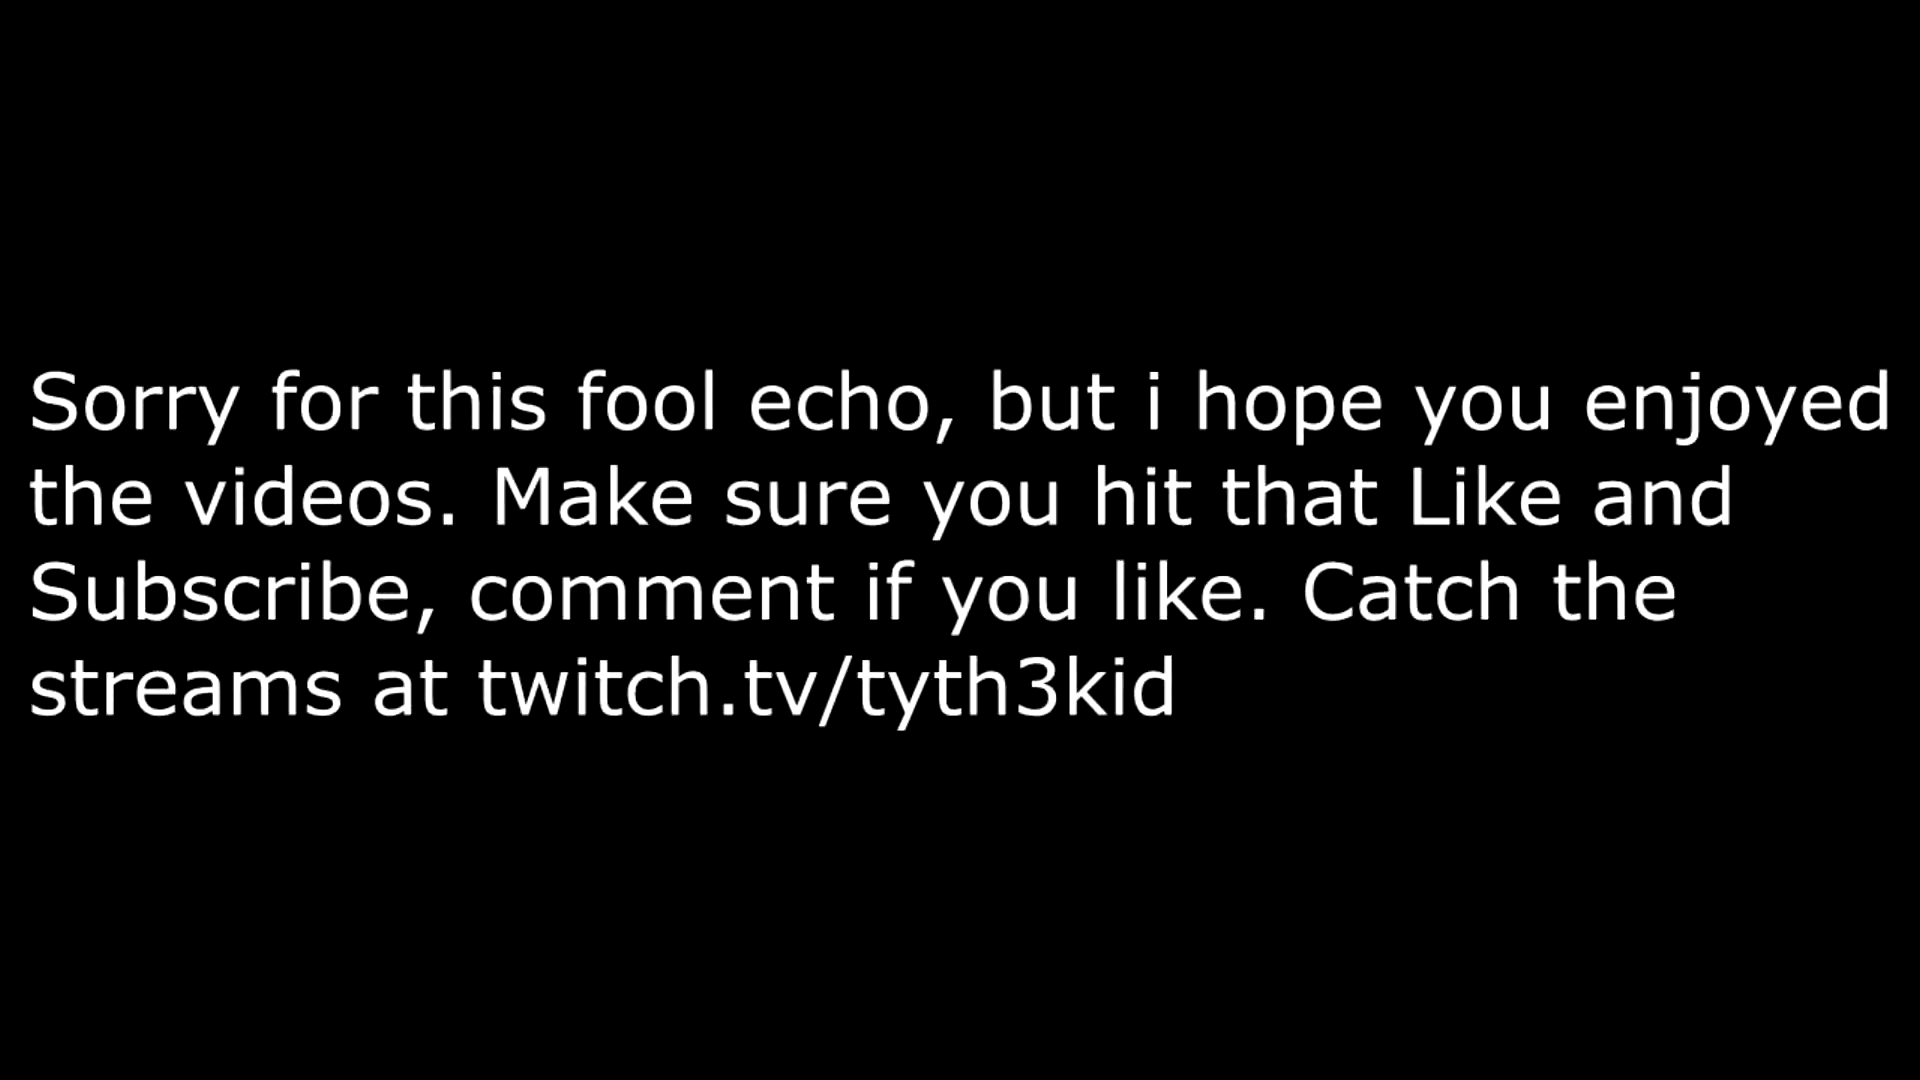 Sorry for this fool echo, but i hope you enjoyed
the videos. Make sure you hit that Like and
Subscribe, comment if you like. Catch the
streams at twitch.tv/tyth3kid